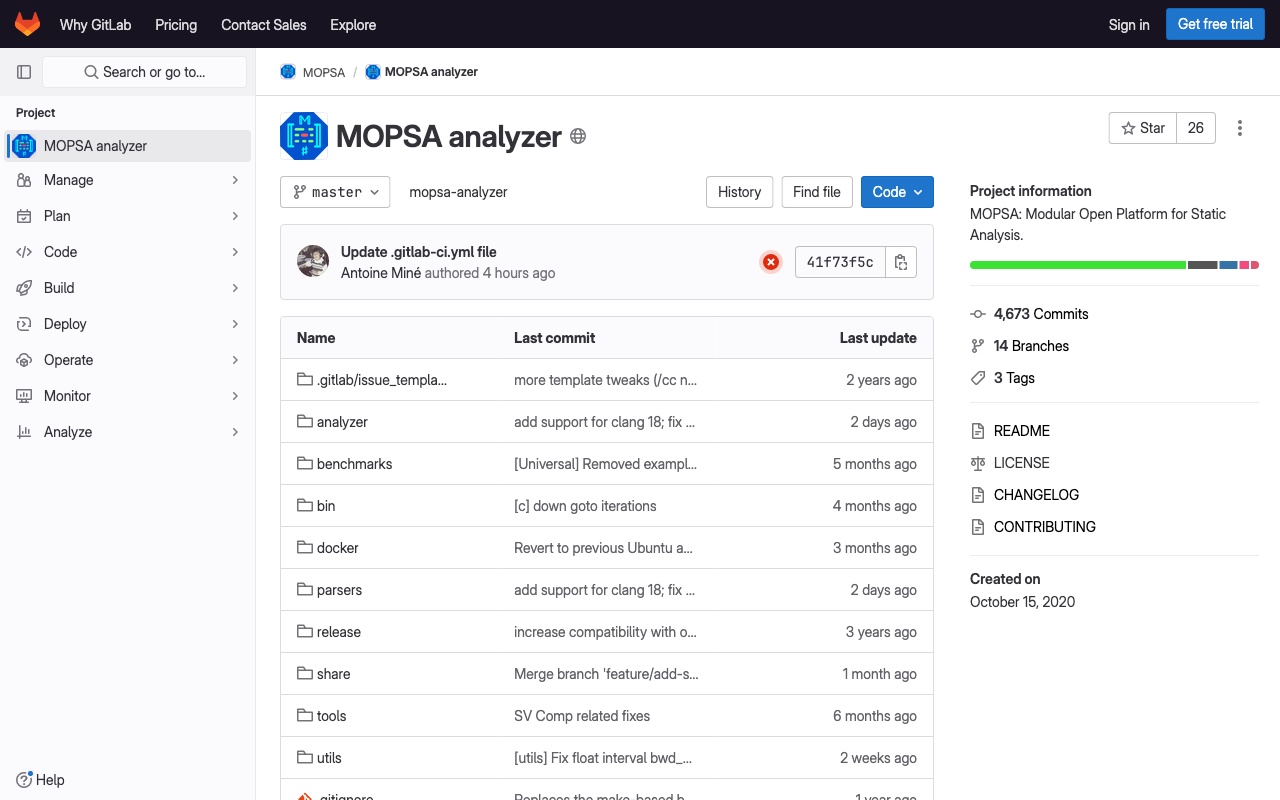 Why GitLab
Pricing
Contact Sales
Explore
Sign in
Get free trial
Search or go to...
MOPSA / MOPSA analyzer
Project
MOPSA analyzer
Manage
Plan
Code
Build
Deploy
Operate
Monitor
Analyze
Help
MOPSA analyzer
Star 26
master
mopsa-analyzer
History
Find file
Code
Update .gitlab-ci.yml file
Antoine Miné authored 4 hours ago
41f73f5c
Name Last commit Last update
.gitlab/issue_templa... more template tweaks (/cc n... 2 years ago
analyzer add support for clang 18; fix ... 2 days ago
benchmarks [Universal] Removed exampl... 5 months ago
bin [c] down goto iterations 4 months ago
docker Revert to previous Ubuntu a... 3 months ago
parsers add support for clang 18; fix ... 2 days ago
release increase compatibility with o... 3 years ago
share Merge branch 'feature/add-s... 1 month ago
tools SV Comp related fixes 6 months ago
utils [utils] Fix float interval bwd_... 2 weeks ago
.gitignore Replaces the make-based b... 1 year ago
Project information
MOPSA: Modular Open Platform for Static
Analysis.
4,673 Commits
14 Branches
3 Tags
README
LICENSE
CHANGELOG
CONTRIBUTING
Created on
October 15, 2020